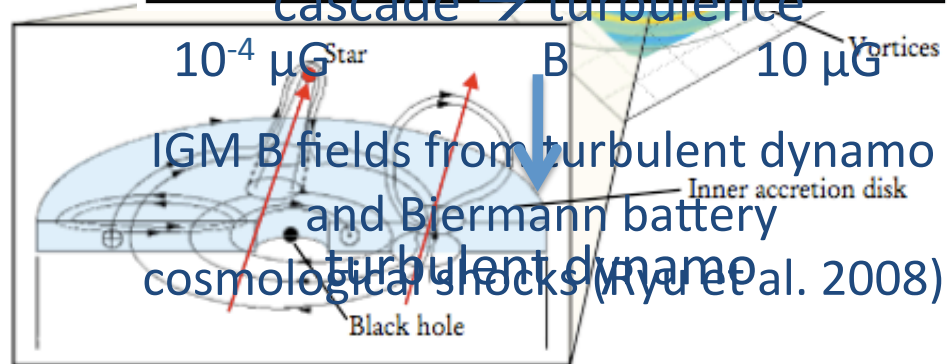 cascade → turbulence
10⁻⁴ μG B 10 μG
Star
Vortices
IGM B fields from turbulent dynamo
Inner accretion disk
and Biermann battery
turbulent dynamo
cosmological shocks (Ryu et al. 2008)
Black hole